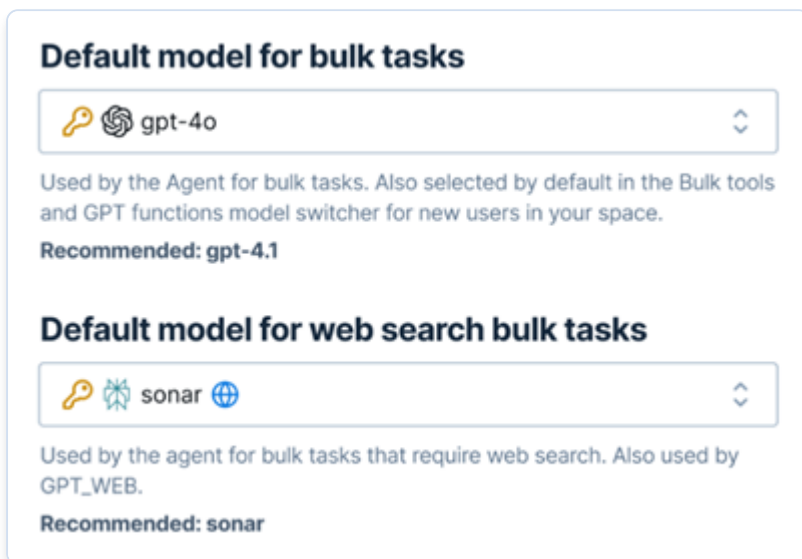 Default model for bulk tasks
gpt-4o
Used by the Agent for bulk tasks. Also selected by default in the Bulk tools
and GPT functions model switcher for new users in your space.
Recommended: gpt-4.1
Default model for web search bulk tasks
sonar
Used by the agent for bulk tasks that require web search. Also used by
GPT_WEB.
Recommended: sonar